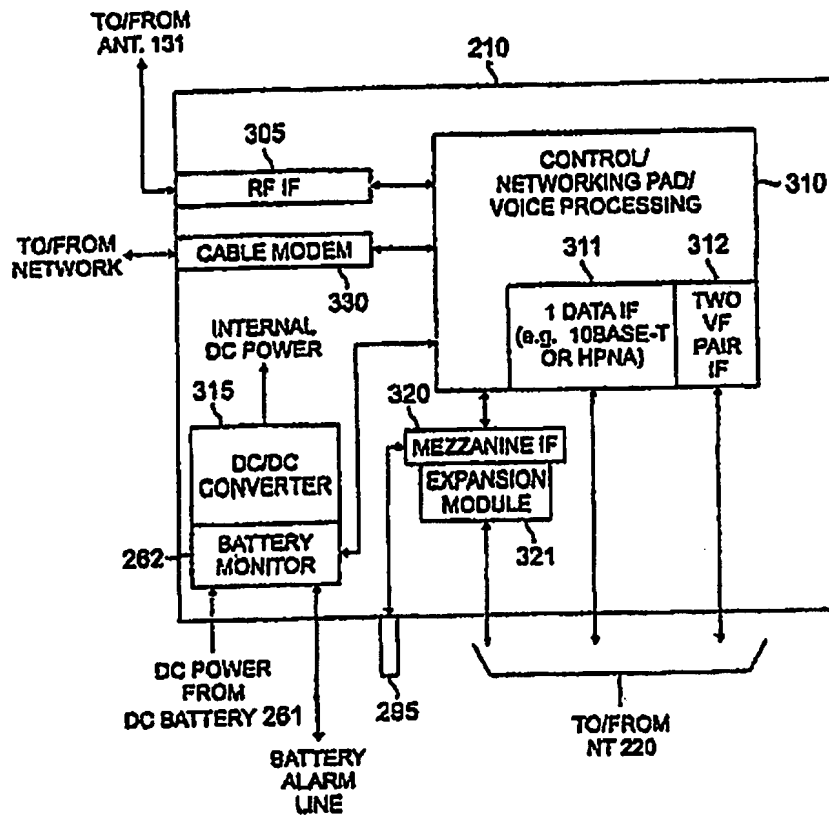 TO/FROM
ANT. 131
210
305
RF IF
CONTROL/
NETWORKING PAD/
VOICE PROCESSING
310
TO/FROM
NETWORK
CABLE MODEM
330
311
312
1 DATA IF
(e.g. 10BASE-T
OR HPNA)
TWO
VF
PAIR
IF
INTERNAL
DC POWER
315
DC/DC
CONVERTER
320
MEZZANINE IF
EXPANSION
MODULE
321
262
BATTERY
MONITOR
DC POWER
FROM
DC BATTERY 261
295
TO/FROM
NT 220
BATTERY
ALARM
LINE